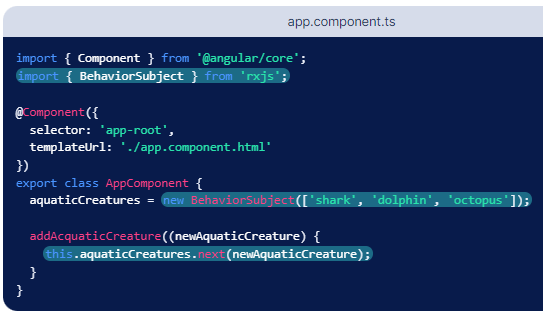 app.component.ts
import { Component } from '@angular/core';
import { BehaviorSubject } from 'rxjs';
@Component({
selector: 'app-root',
templateUrl: './app.component.html'
})
export class AppComponent {
aquaticCreatures = new BehaviorSubject(['shark', 'dolphin', 'octopus']);
addAcquaticCreature((newAquaticCreature) {
this.aquaticCreatures.next(newAquaticCreature);
}
}